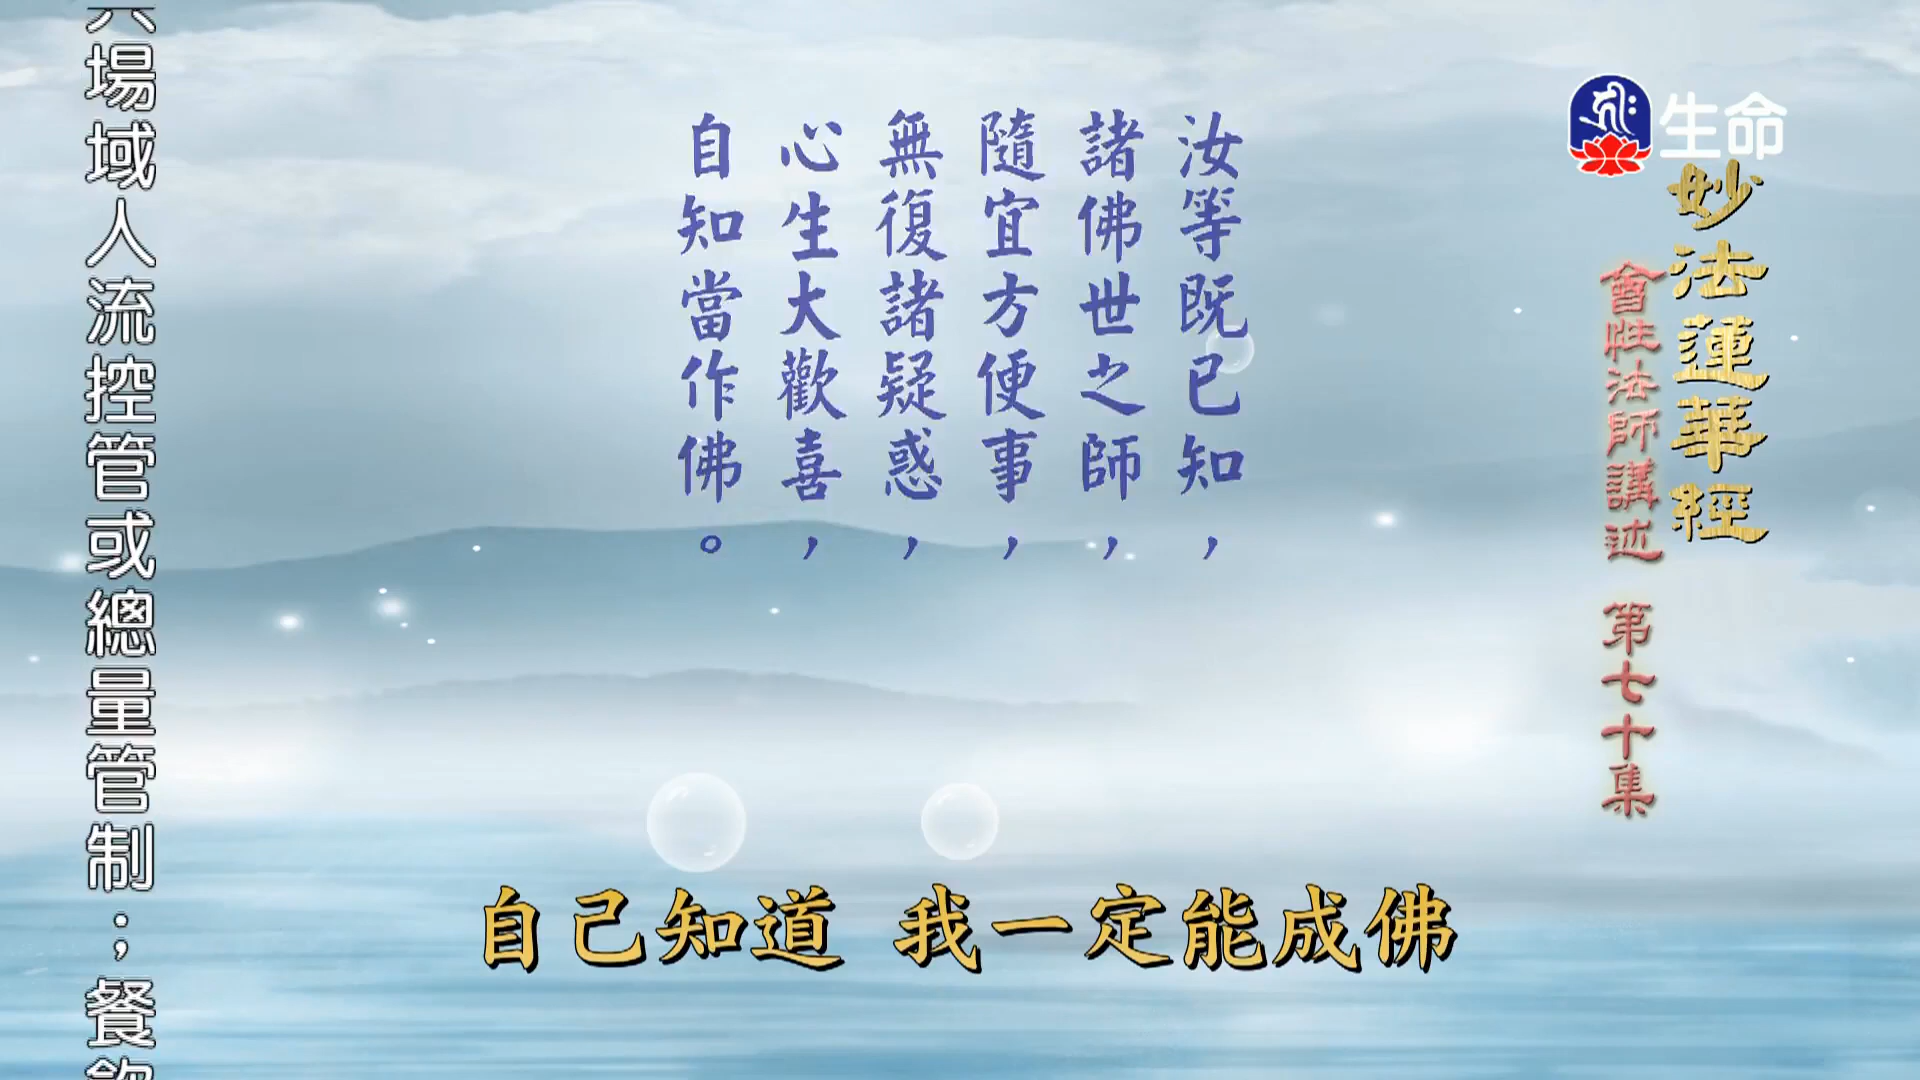 生命
妙法蓮華經
會性法師講述 第七十集
汝等既已知，
諸佛世之師，
隨宜方便事，
無復諸疑惑，
心生大歡喜，
自知當作佛。
場域人流控管或總量管制；餐飲
自己知道 我一定能成佛